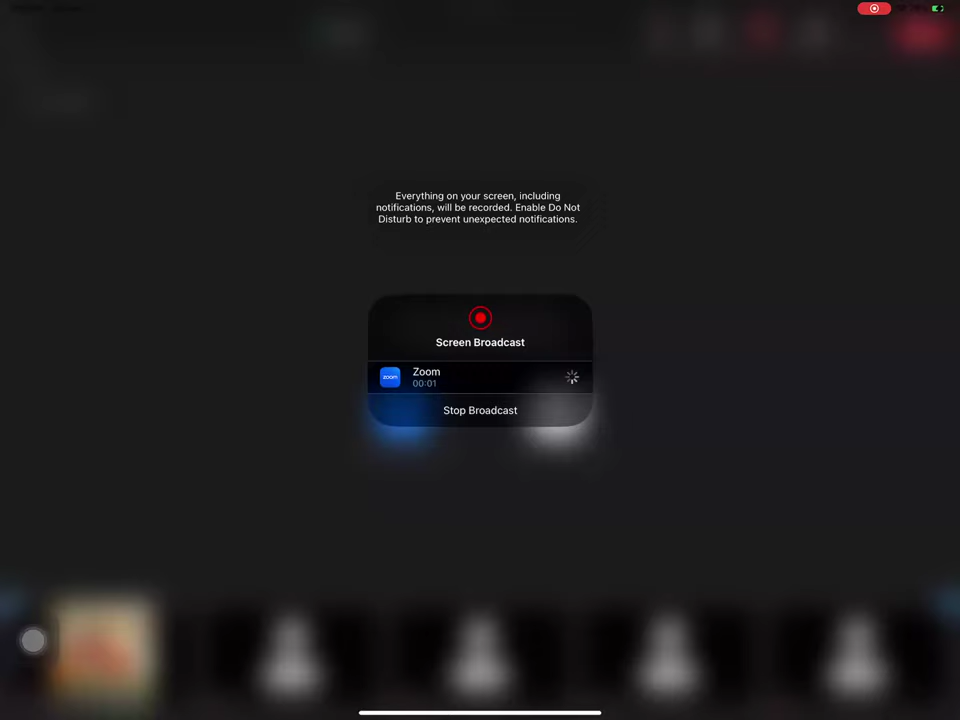 Everything on your screen, including
notifications, will be recorded. Enable Do Not
Disturb to prevent unexpected notifications.
Screen Broadcast
zoom
Zoom
00:01
Stop Broadcast